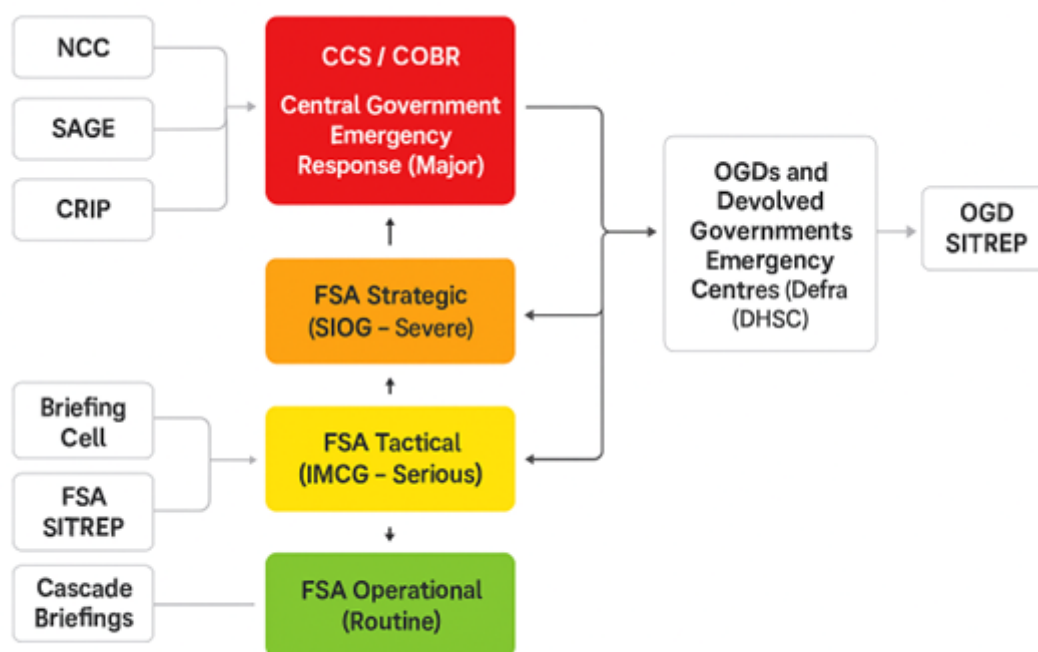 NCC
SAGE
CRIP
CCS / COBR
Central Government
Emergency
Response (Major)
OGDs and
Devolved
Governments
Emergency
Centres (Defra
(DHSC)
OGD
SITREP
FSA Strategic
(SIOG – Severe)
Briefing
Cell
FSA
SITREP
FSA Tactical
(IMCG – Serious)
Cascade
Briefings
FSA Operational
(Routine)